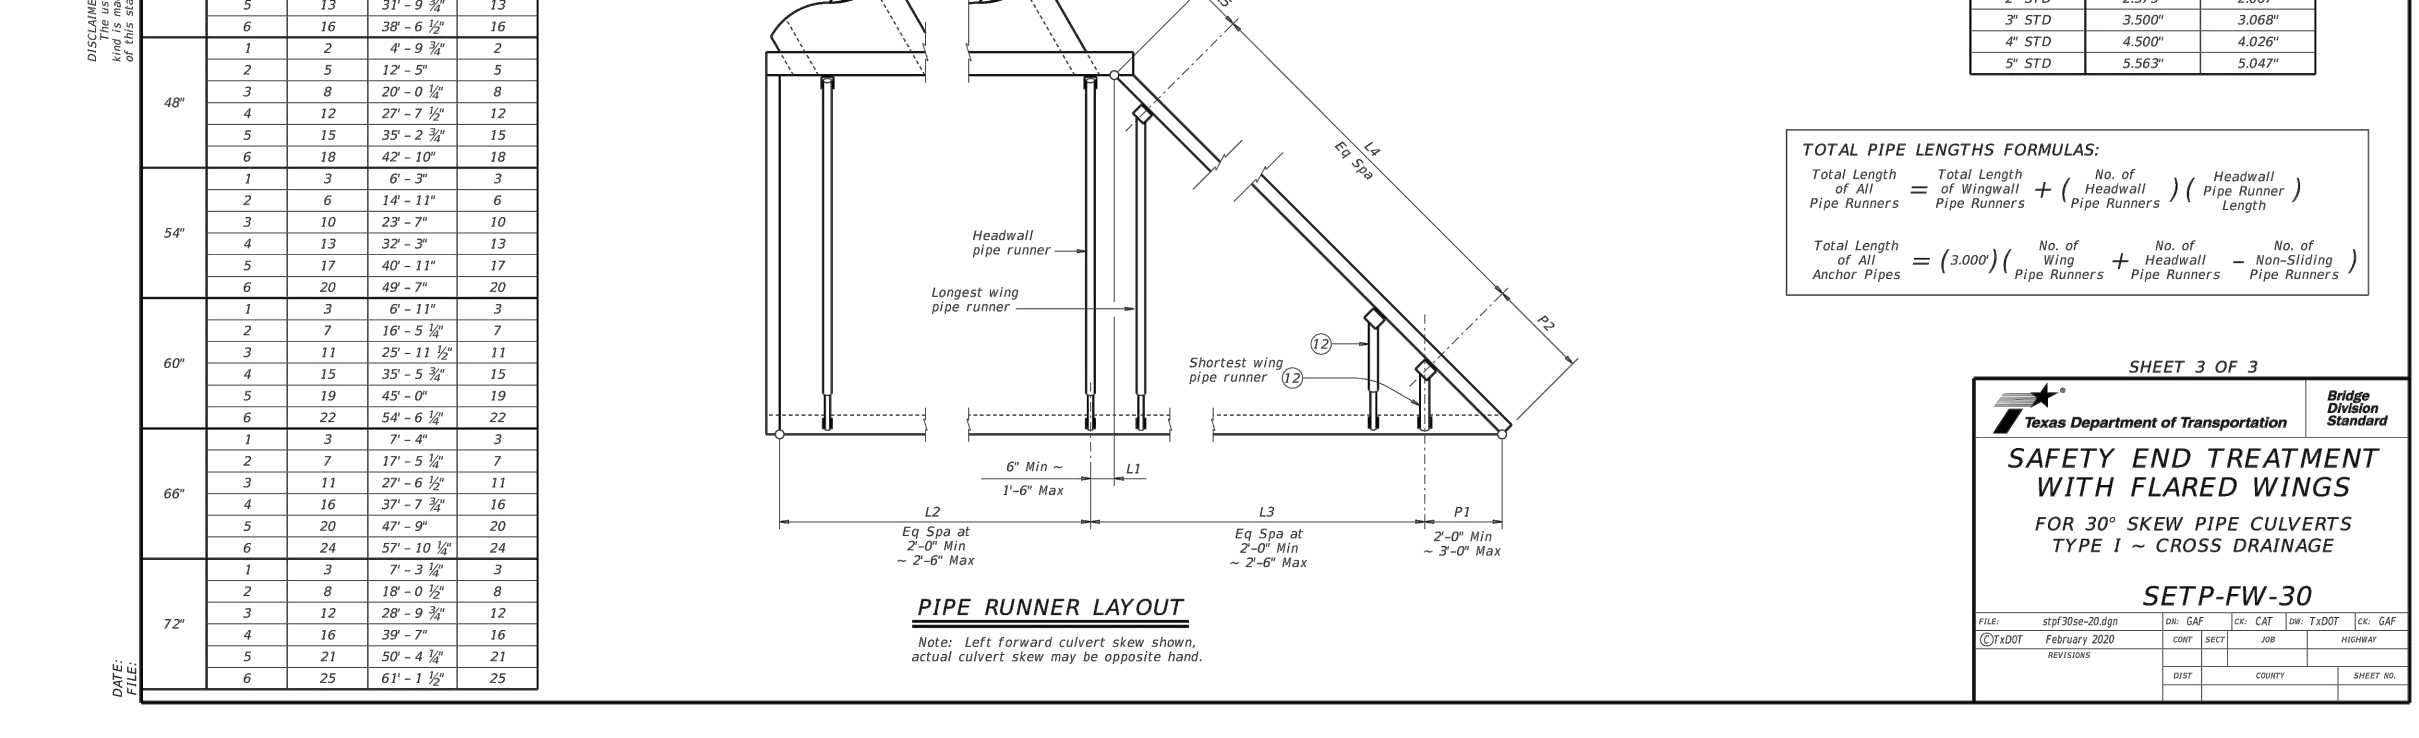 DISCLAIME
The us
kind is ma
of this sta
DATE:
FILE:
5 13 31' – 9 ¾" 13
6 16 38' – 6 ½" 16
48"
1 2 4' – 9 ¾" 2
2 5 12' – 5" 5
3 8 20' – 0 ¼" 8
4 12 27' – 7 ½" 12
5 15 35' – 2 ¾" 15
6 18 42' – 10" 18
54"
1 3 6' – 3" 3
2 6 14' – 11" 6
3 10 23' – 7" 10
4 13 32' – 3" 13
5 17 40' – 11" 17
6 20 49' – 7" 20
60"
1 3 6' – 11" 3
2 7 16' – 5 ¼" 7
3 11 25' – 11 ½" 11
4 15 35' – 5 ¾" 15
5 19 45' – 0" 19
6 22 54' – 6 ¼" 22
66"
1 3 7' – 4" 3
2 7 17' – 5 ¼" 7
3 11 27' – 6 ½" 11
4 16 37' – 7 ¾" 16
5 20 47' – 9" 20
6 24 57' – 10 ¼" 24
72"
1 3 7' – 3 ¼" 3
2 8 18' – 0 ½" 8
3 12 28' – 9 ¾" 12
4 16 39' – 7" 16
5 21 50' – 4 ¼" 21
6 25 61' – 1 ½" 25
L4
Eq Spa
P2
Headwall
pipe runner
Longest wing
pipe runner
12
Shortest wing
pipe runner 12
6" Min ~
1'–6" Max
L1
L2
Eq Spa at
2'–0" Min
~ 2'–6" Max
L3
Eq Spa at
2'–0" Min
~ 2'–6" Max
P1
2'–0" Min
~ 3'–0" Max
PIPE RUNNER LAYOUT
Note: Left forward culvert skew shown,
actual culvert skew may be opposite hand.
3" STD 3.500" 3.068"
4" STD 4.500" 4.026"
5" STD 5.563" 5.047"
TOTAL PIPE LENGTHS FORMULAS:
Total Length of All Pipe Runners = Total Length of Wingwall Pipe Runners + ( No. of Headwall Pipe Runners ) ( Headwall Pipe Runner Length )
Total Length of All Anchor Pipes = (3.000') ( No. of Wing Pipe Runners + No. of Headwall Pipe Runners – No. of Non–Sliding Pipe Runners )
SHEET 3 OF 3
®
Texas Department of Transportation
Bridge
Division
Standard
SAFETY END TREATMENT
WITH FLARED WINGS
FOR 30° SKEW PIPE CULVERTS
TYPE I ~ CROSS DRAINAGE
SETP-FW-30
FILE: stpf30se-20.dgn DN: GAF CK: CAT DW: TxDOT CK: GAF
©TxDOT February 2020 CONT SECT JOB HIGHWAY
REVISIONS
DIST COUNTY SHEET NO.